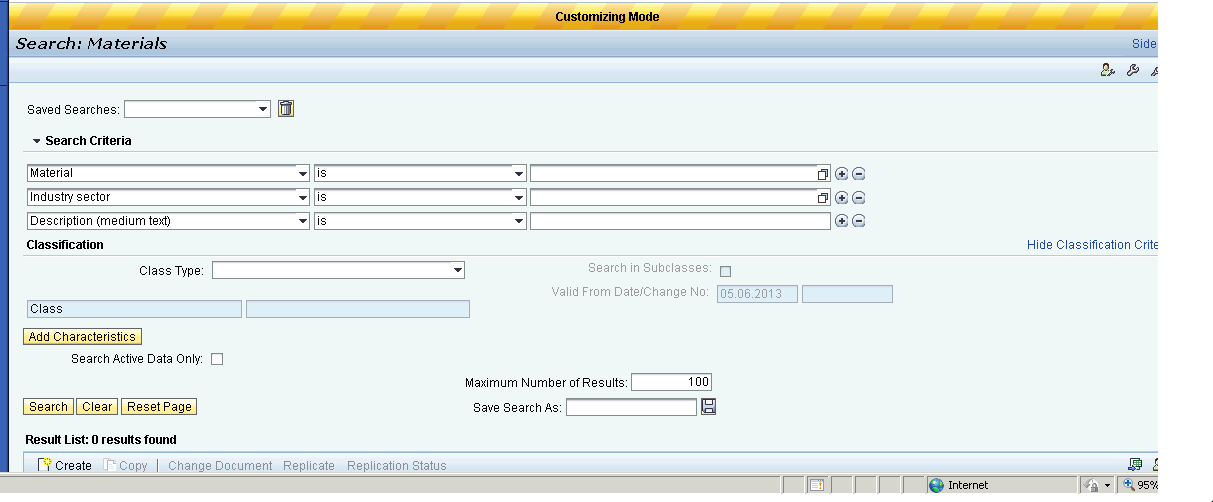 Customizing Mode
Search: Materials Side
Saved Searches:
Search Criteria
Material is
Industry sector is
Description (medium text) is
Classification Hide Classification Crite
Class Type: Search in Subclasses:
Valid From Date/Change No: 05.06.2013
Class
Add Characteristics
Search Active Data Only:
Maximum Number of Results: 100
Search Clear Reset Page Save Search As:
Result List: 0 results found
Create Copy | Change Document Replicate Replication Status
Internet 95%